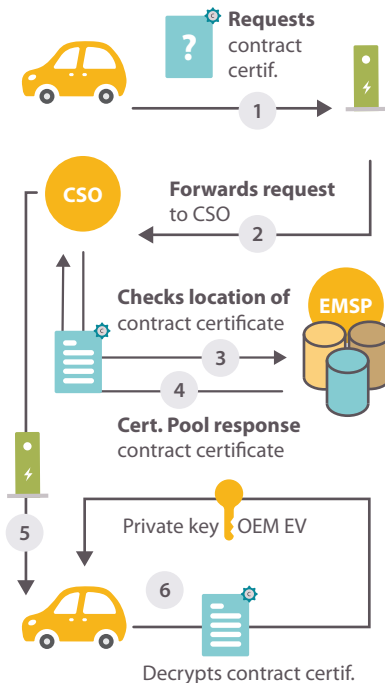 Requests
contract
certif.
?
1
CSO
Forwards request
to CSO
2
Checks location of
contract certificate
EMSP
C
3
4
Cert. Pool response
contract certificate
5
Private key
OEM EV
6
C
Decrypts contract certif.